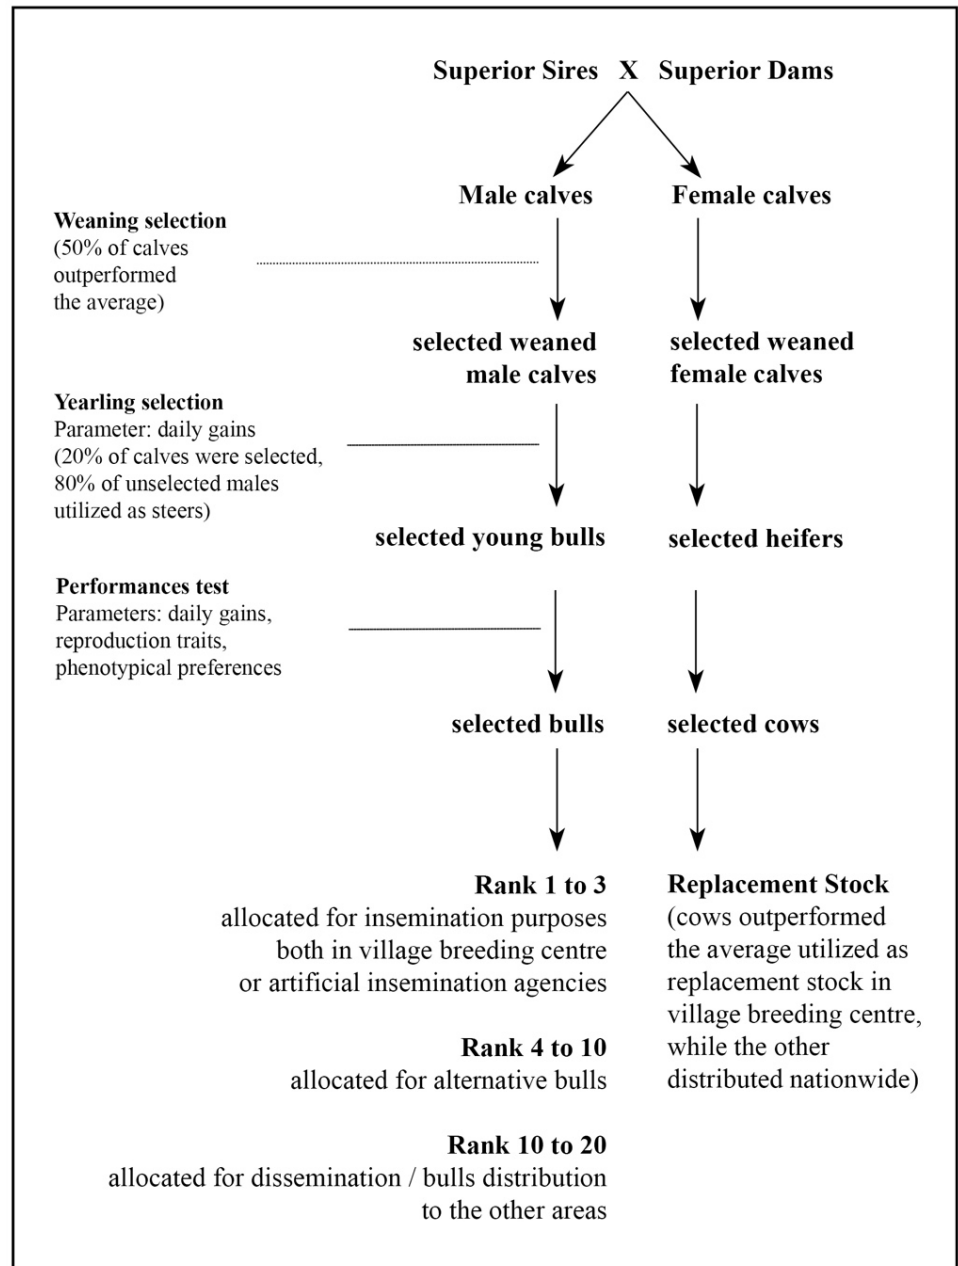 Superior Sires X Superior Dams
Male calves
Female calves
Weaning selection
(50% of calves
outperformed
the average)
selected weaned
male calves
selected weaned
female calves
Yearling selection
Parameter: daily gains
(20% of calves were selected,
80% of unselected males
utilized as steers)
selected young bulls
selected heifers
Performances test
Parameters: daily gains,
reproduction traits,
phenotypical preferences
selected bulls
selected cows
Rank 1 to 3
allocated for insemination purposes
both in village breeding centre
or artificial insemination agencies
Rank 4 to 10
allocated for alternative bulls
Rank 10 to 20
allocated for dissemination / bulls distribution
to the other areas
Replacement Stock
(cows outperformed
the average utilized as
replacement stock in
village breeding centre,
while the other
distributed nationwide)